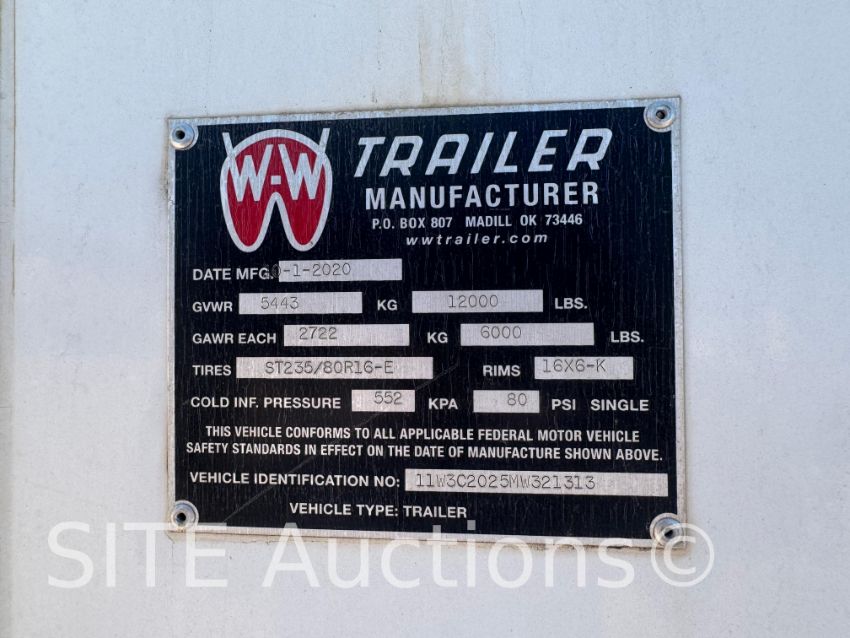 W-W TRAILER
MANUFACTURER
P.O. BOX 807 MADILL OK 73446
wwtrailer.com
DATE MFG. 0-1-2020
GVWR 5443 KG 12000 LBS.
GAWR EACH 2722 KG 6000 LBS.
TIRES ST235/80R16-E RIMS 16X6-K
COLD INF. PRESSURE 552 KPA 80 PSI SINGLE
THIS VEHICLE CONFORMS TO ALL APPLICABLE FEDERAL MOTOR VEHICLE
SAFETY STANDARDS IN EFFECT ON THE DATE OF MANUFACTURE SHOWN ABOVE.
VEHICLE IDENTIFICATION NO: 11W3C2025MW321313
VEHICLE TYPE: TRAILER
SITE Auctions©